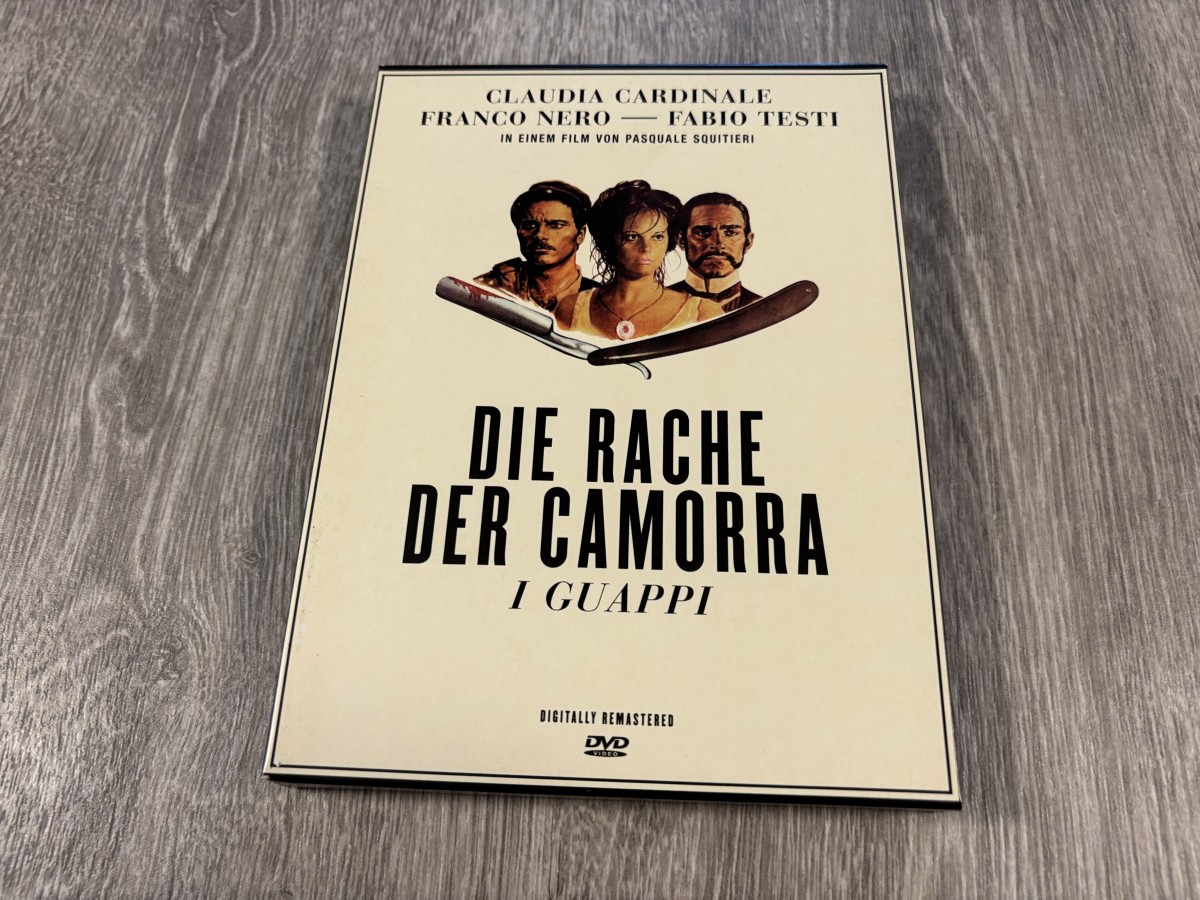 CLAUDIA CARDINALE
FRANCO NERO — FABIO TESTI
IN EINEM FILM VON PASQUALE SQUITIERI
DIE RACHE
DER CAMORRA
I GUAPPI
DIGITALLY REMASTERED
DVD
VIDEO